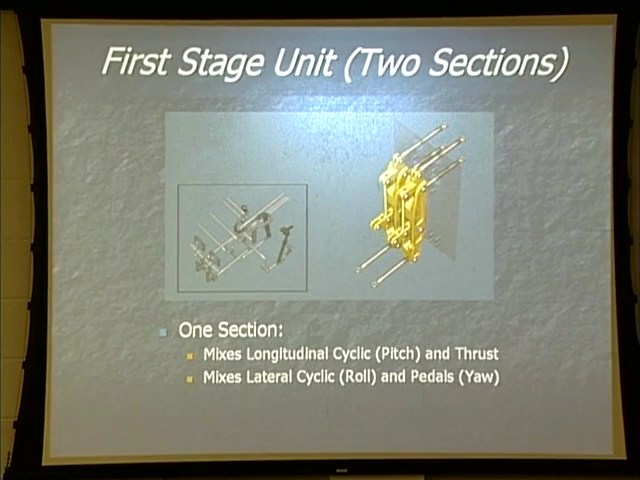 First Stage Unit (Two Sections)
One Section:
Mixes Longitudinal Cyclic (Pitch) and Thrust
Mixes Lateral Cyclic (Roll) and Pedals (Yaw)